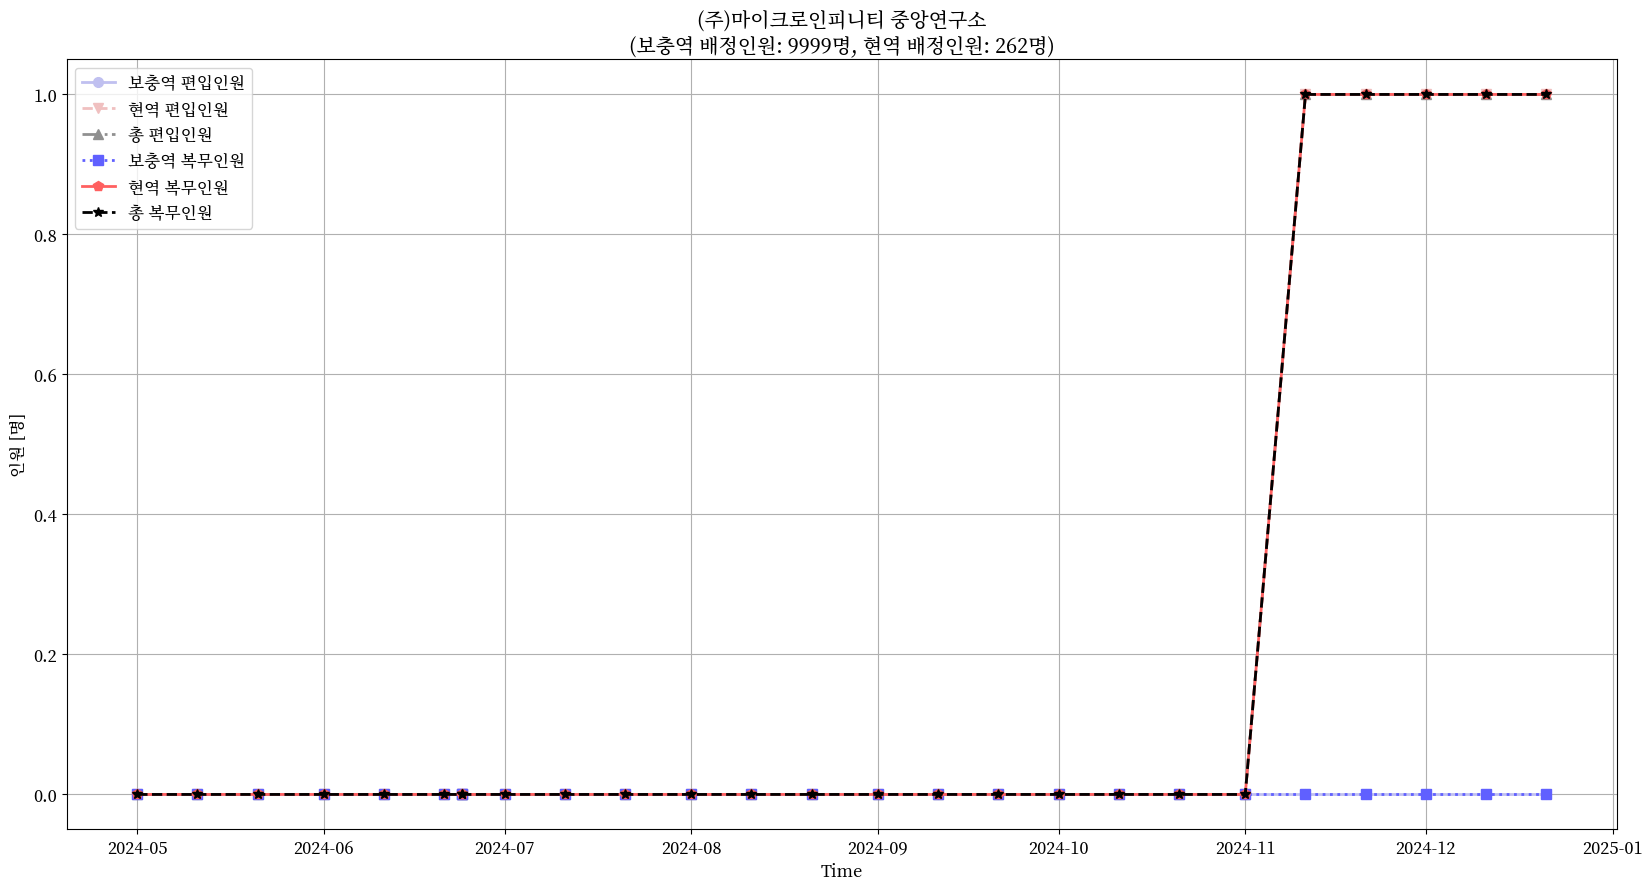 (주)마이크로인피니티 중앙연구소
(보충역 배정인원: 9999명, 현역 배정인원: 262명)
보충역 편입인원
현역 편입인원
총 편입인원
보충역 복무인원
현역 복무인원
총 복무인원
인원 [명]
1.0
0.8
0.6
0.4
0.2
0.0
2024-05 2024-06 2024-07 2024-08 2024-09 2024-10 2024-11 2024-12 2025-01
Time